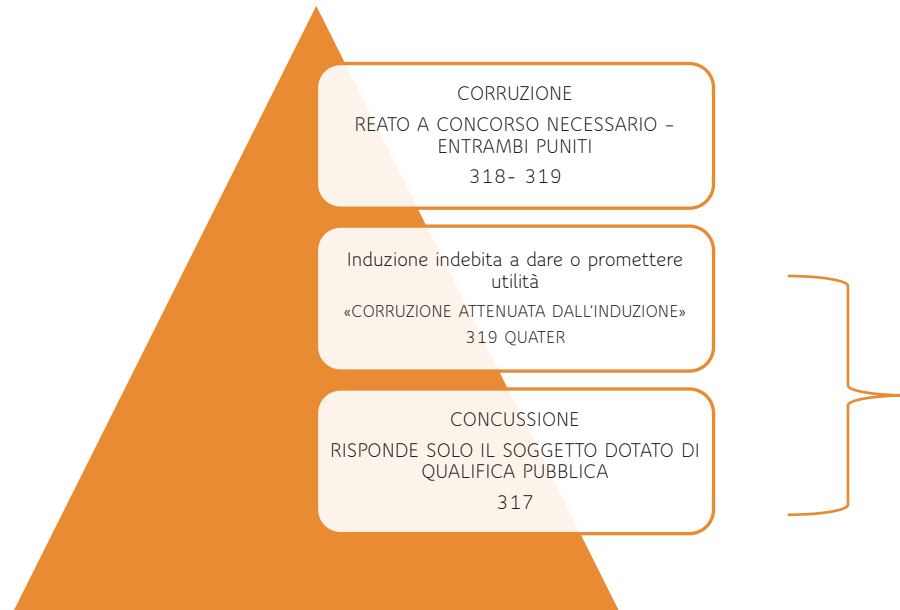 CORRUZIONE
REATO A CONCORSO NECESSARIO –
ENTRAMBI PUNITI
318- 319
Induzione indebita a dare o promettere
utilità
«CORRUZIONE ATTENUATA DALL'INDUZIONE»
319 QUATER
CONCUSSIONE
RISPONDE SOLO IL SOGGETTO DOTATO DI
QUALIFICA PUBBLICA
317